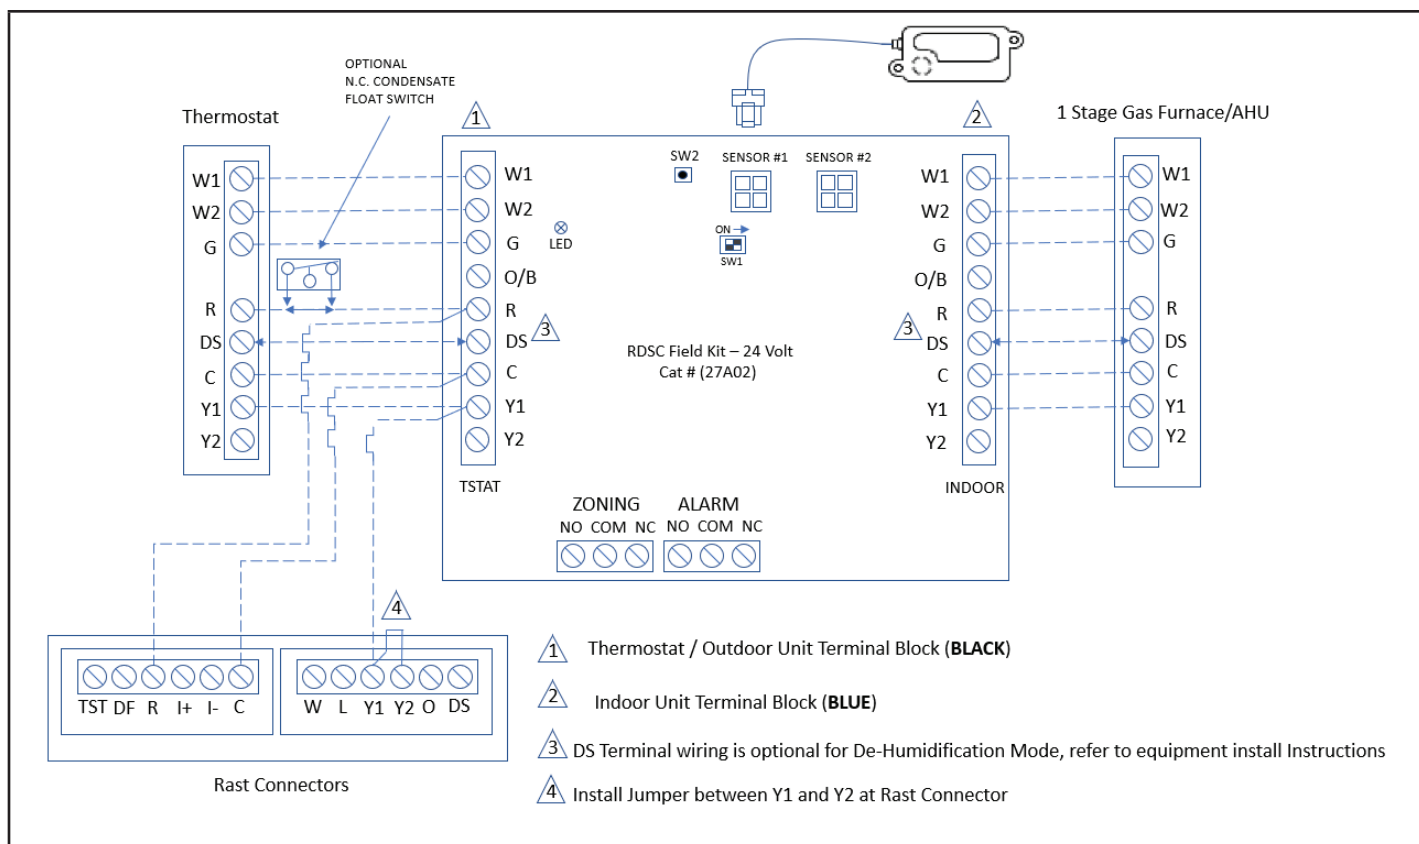 OPTIONAL
N.C. CONDENSATE
FLOAT SWITCH
Thermostat
1
2
1 Stage Gas Furnace/AHU
W1
W2
G
R
DS
C
Y1
Y2
W1
W2
G
O/B
R
DS
C
Y1
Y2
TSTAT
3
LED
SW2
SENSOR #1
SENSOR #2
ON
SW1
RDSC Field Kit – 24 Volt
Cat # (27A02)
3
W1
W2
G
O/B
R
DS
C
Y1
Y2
INDOOR
W1
W2
G
R
DS
C
Y1
Y2
ZONING
NO COM NC
ALARM
NO COM NC
4
TST DF R I+ I- C
W L Y1 Y2 O DS
Rast Connectors
1 Thermostat / Outdoor Unit Terminal Block (BLACK)
2 Indoor Unit Terminal Block (BLUE)
3 DS Terminal wiring is optional for De-Humidification Mode, refer to equipment install Instructions
4 Install Jumper between Y1 and Y2 at Rast Connector